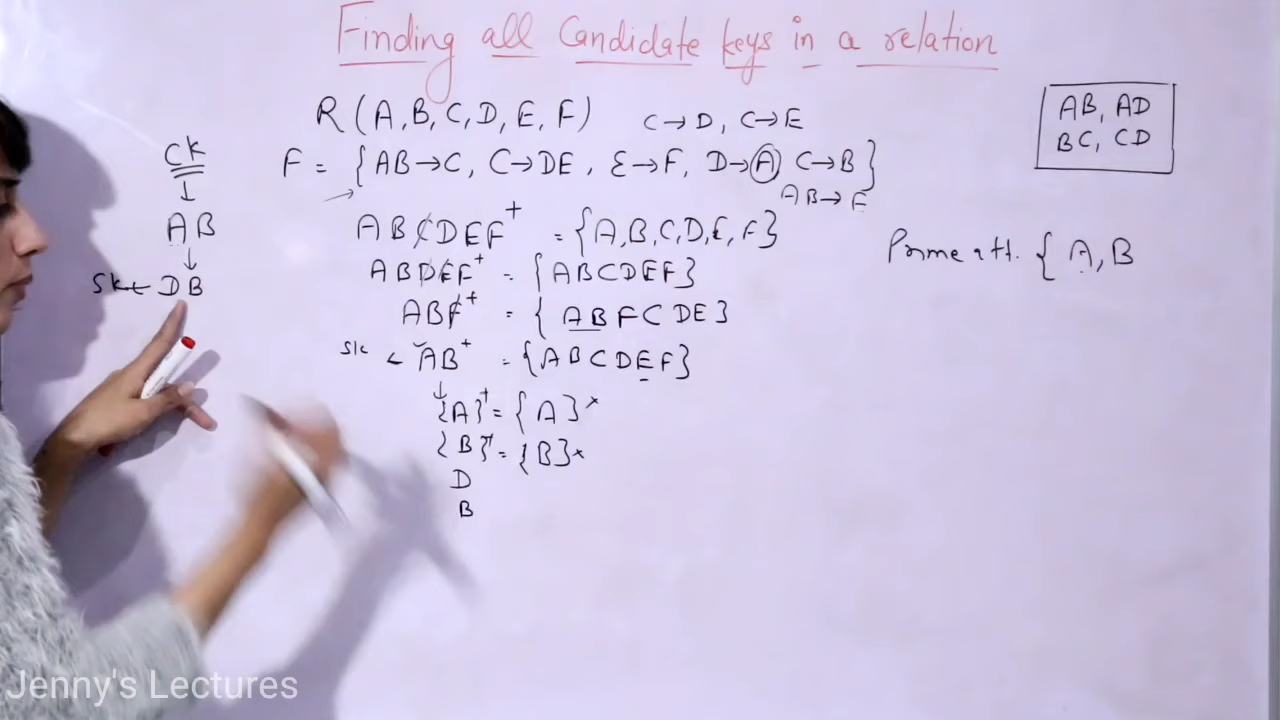 Finding all Candidate keys in a relation
R(A,B,C,D,E,F) C→D, C→E
F = {AB→C, C→DE, E→F, D→A C→B}
AB→F
AB, AD
BC, CD
CK
↓
AB
↓
SK← DB
ABCDEF⁺ = {A,B,C,D,E,F}
ABDEF⁺ = {ABCDEF}
ABF⁺ = {ABFCDE}
SK ← AB⁺ = {ABCDEF}
↓
{A}⁺ = {A}×
{B}⁺ = {B}×
D
B
Prime att. {A,B
Jenny's Lectures